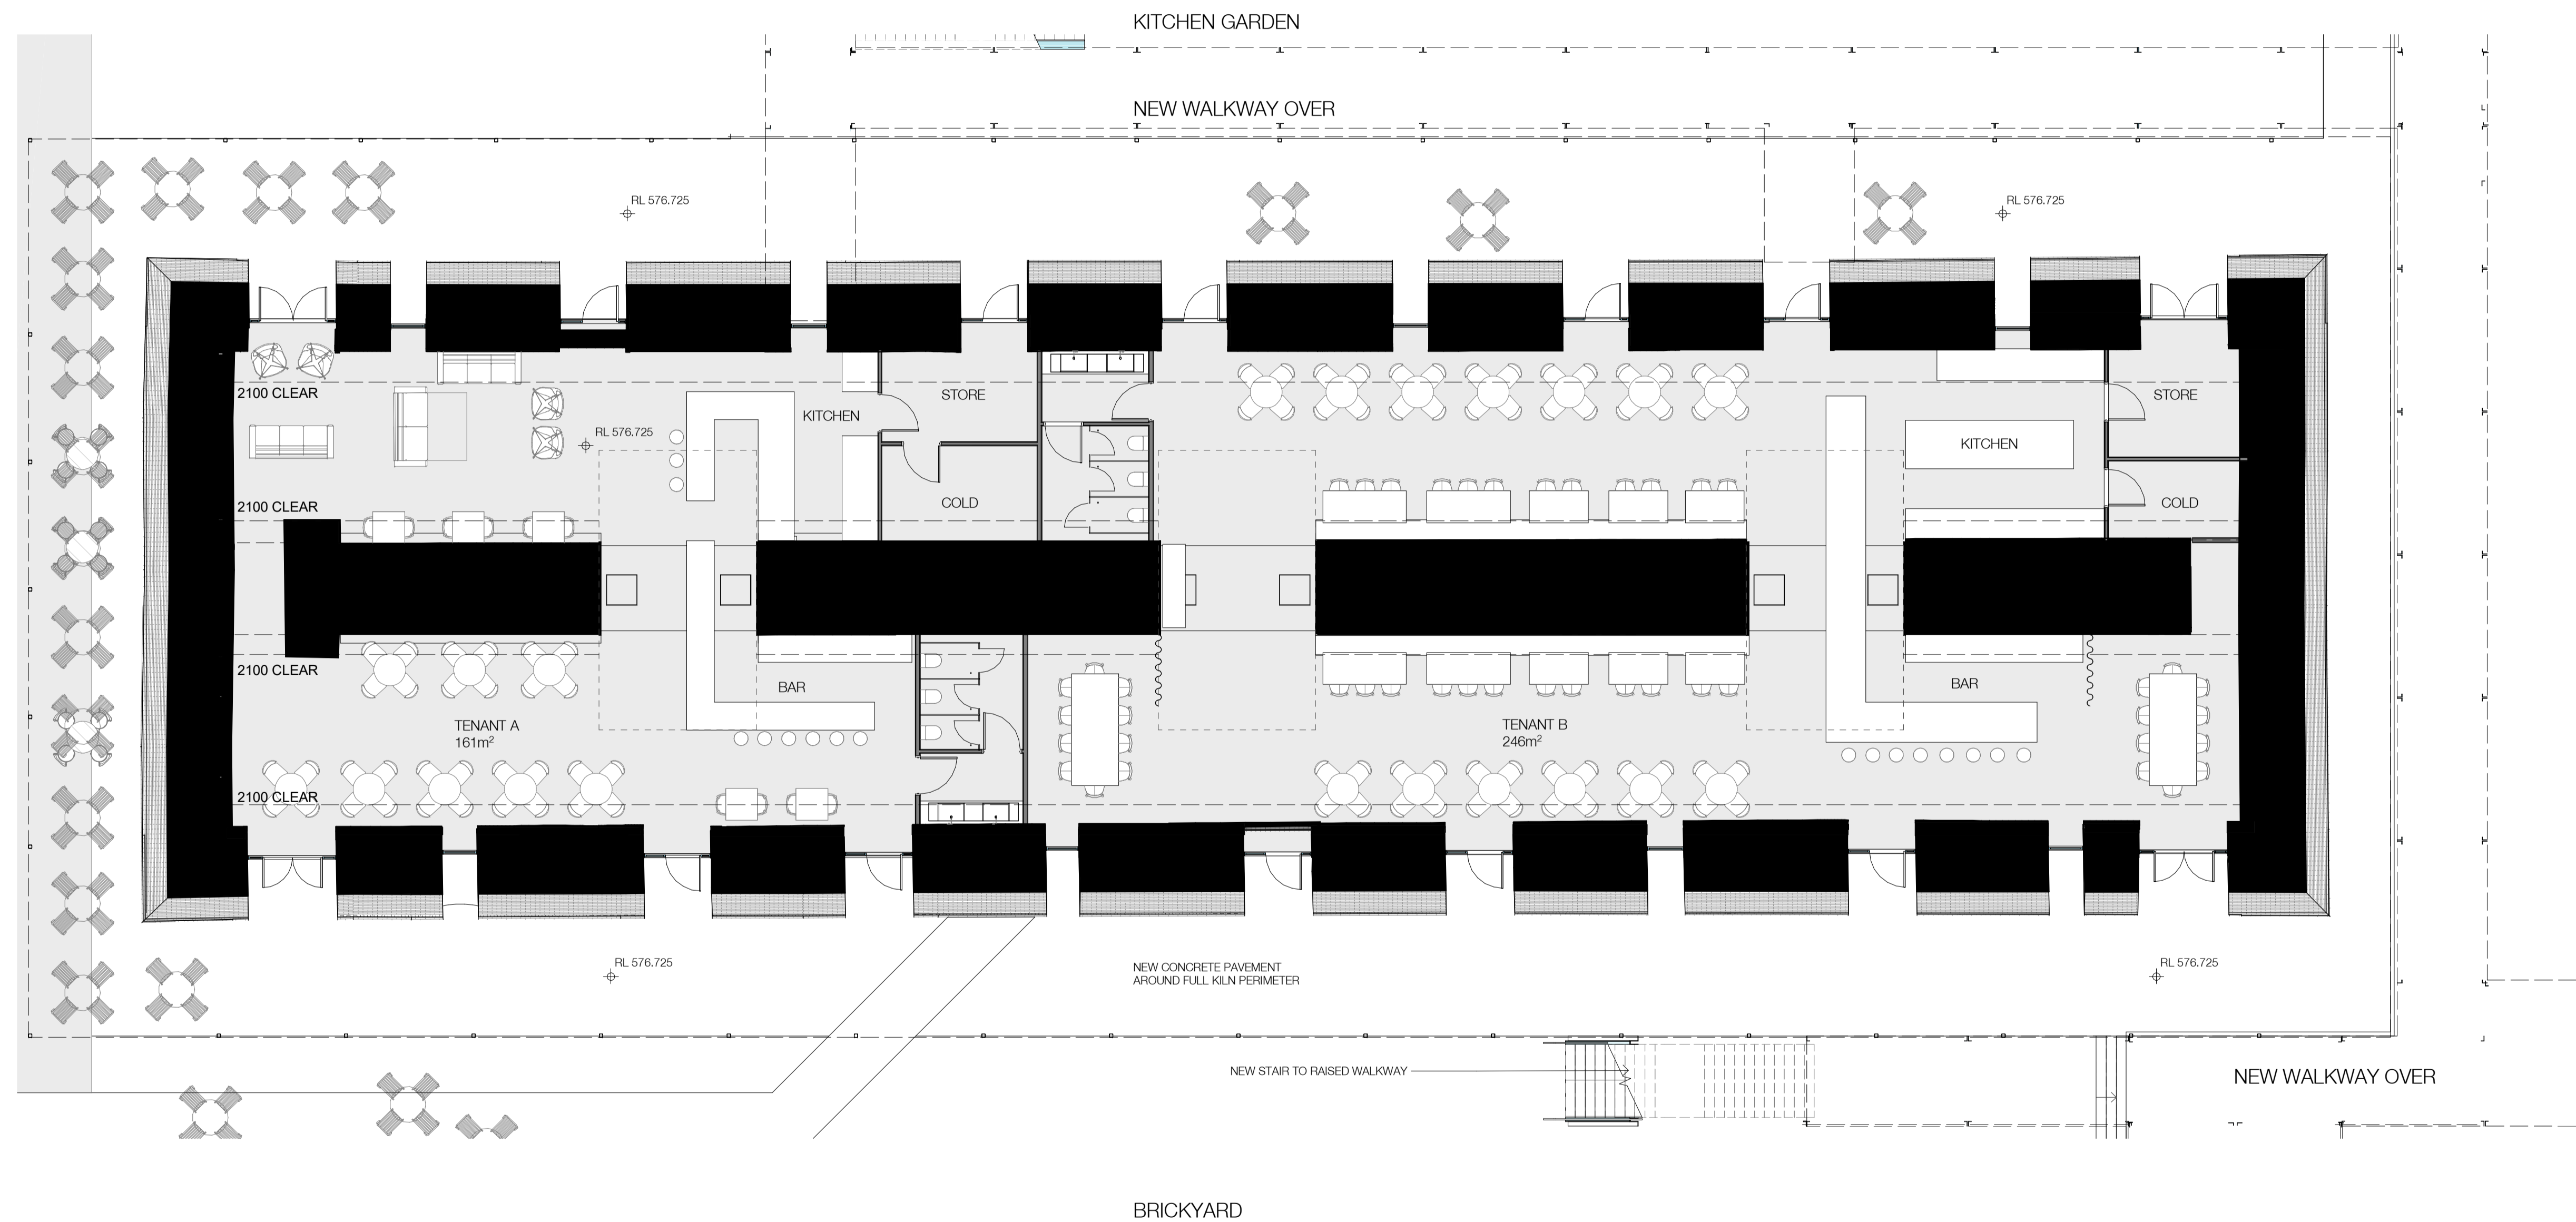 KITCHEN GARDEN
NEW WALKWAY OVER
RL 576.725
RL 576.725
2100 CLEAR
STORE
STORE
KITCHEN
RL 576.725
KITCHEN
2100 CLEAR
COLD
COLD
2100 CLEAR
BAR
BAR
TENANT A
161m²
TENANT B
246m²
2100 CLEAR
RL 576.725
NEW CONCRETE PAVEMENT
AROUND FULL KILN PERIMETER
RL 576.725
NEW STAIR TO RAISED WALKWAY
NEW WALKWAY OVER
BRICKYARD